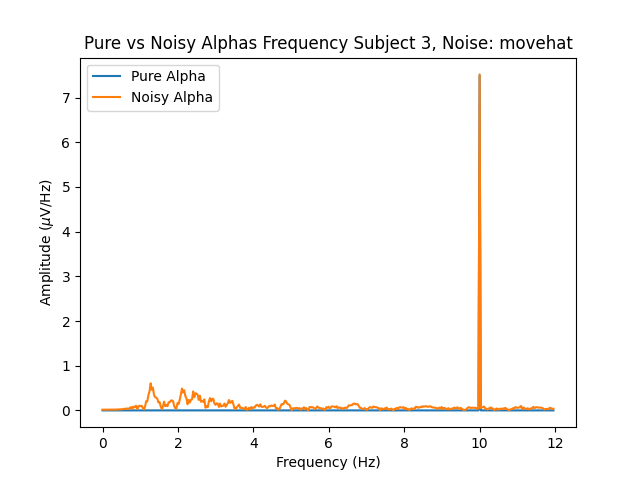 Pure vs Noisy Alphas Frequency Subject 3, Noise: movehat
Pure Alpha
Noisy Alpha
Amplitude (μV/Hz)
7
6
5
4
3
2
1
0
0 2 4 6 8 10 12
Frequency (Hz)